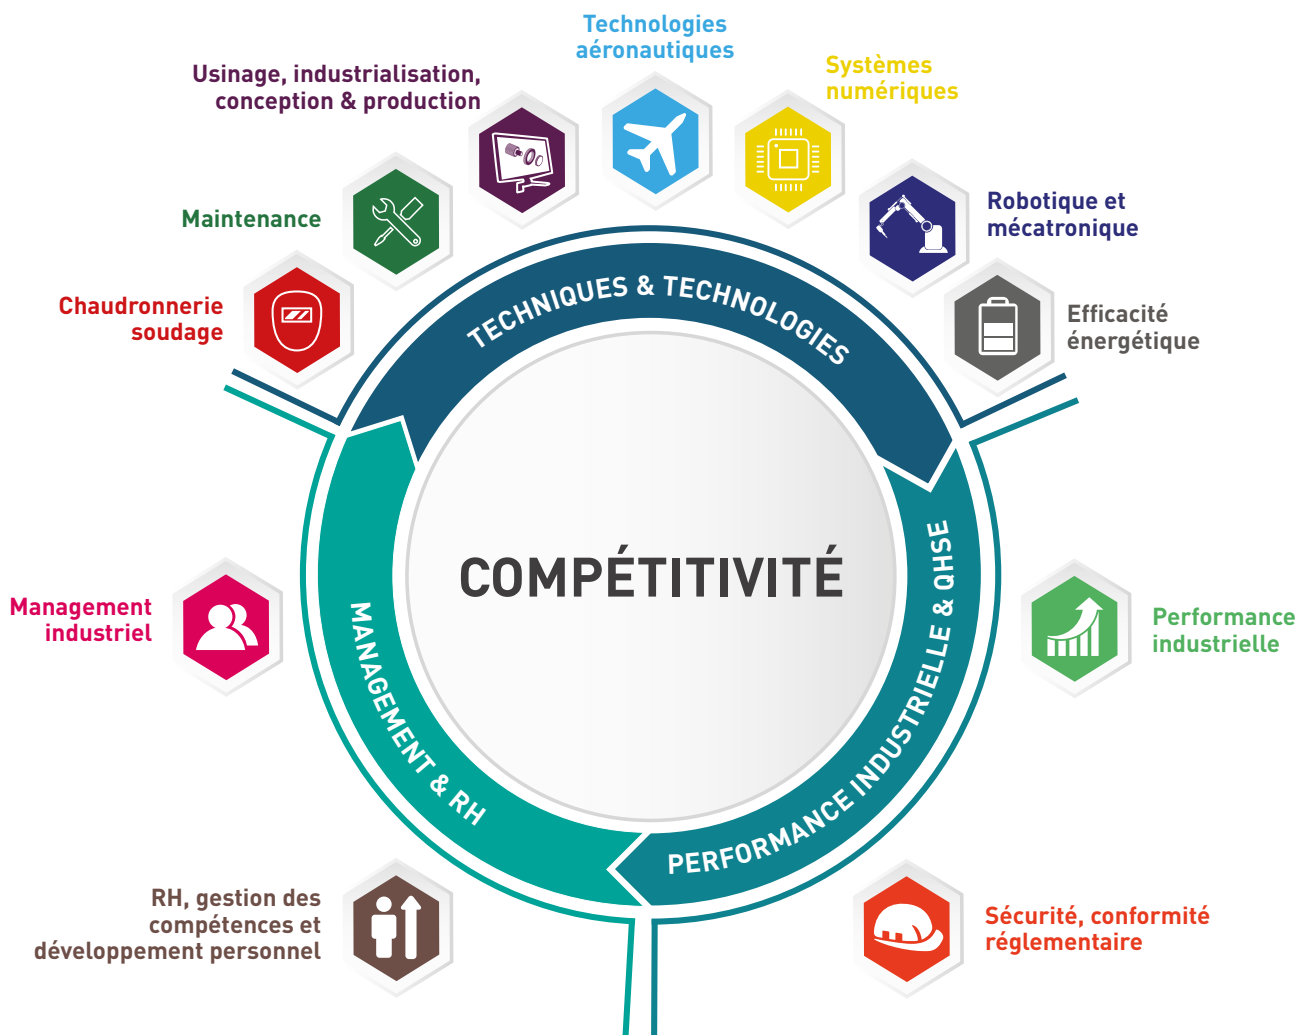 Technologies
aéronautiques
Usinage, industrialisation,
conception & production
Systèmes
numériques
Maintenance
Robotique et
mécatronique
Chaudronnerie
soudage
Efficacité
énergétique
TECHNIQUES & TECHNOLOGIES
COMPÉTITIVITÉ
MANAGEMENT & RH
PERFORMANCE INDUSTRIELLE & QHSE
Management
industriel
Performance
industrielle
RH, gestion des
compétences et
développement personnel
Sécurité, conformité
réglementaire